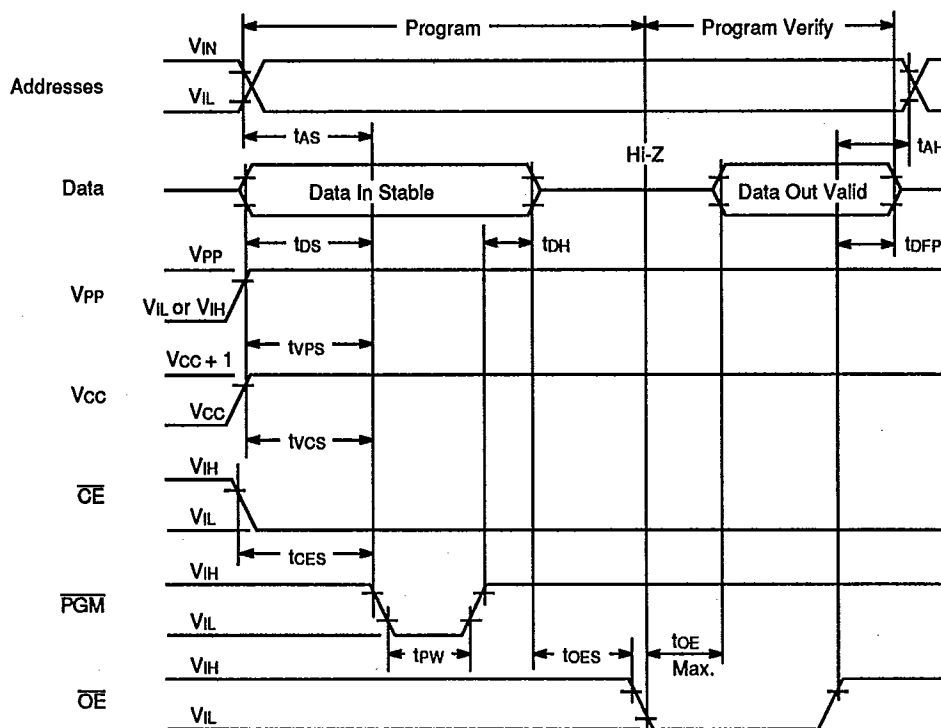 Program
Program Verify
VIN
Addresses
VIL
tAS
tAH
Hi-Z
Data
Data In Stable
Data Out Valid
tDS
tDH
tDFP
VPP
VPP
VIL or VIH
tVPS
VCC + 1
VCC
VCC
tVCS
VIH
CE
VIL
tCES
VIH
PGM
VIL
tPW
tOES
tOE
Max.
VIH
OE
VIL